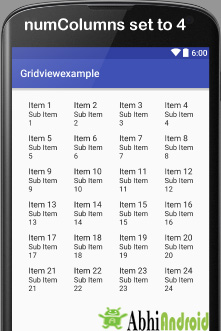 numColumns set to 4
6:00
Gridviewexample
Item 1 Item 2 Item 3 Item 4
Sub Item Sub Item Sub Item Sub Item
1 2 3 4
Item 5 Item 6 Item 7 Item 8
Sub Item Sub Item Sub Item Sub Item
5 6 7 8
Item 9 Item 10 Item 11 Item 12
Sub Item Sub Item Sub Item Sub Item
9 10 11 12
Item 13 Item 14 Item 15 Item 16
Sub Item Sub Item Sub Item Sub Item
13 14 15 16
Item 17 Item 18 Item 19 Item 20
Sub Item Sub Item Sub Item Sub Item
17 18 19 20
Item 21 Item 22 Item 23 Item 24
Sub Item Sub Item Sub Item Sub Item
21 22 23 24
AbhiAndroid